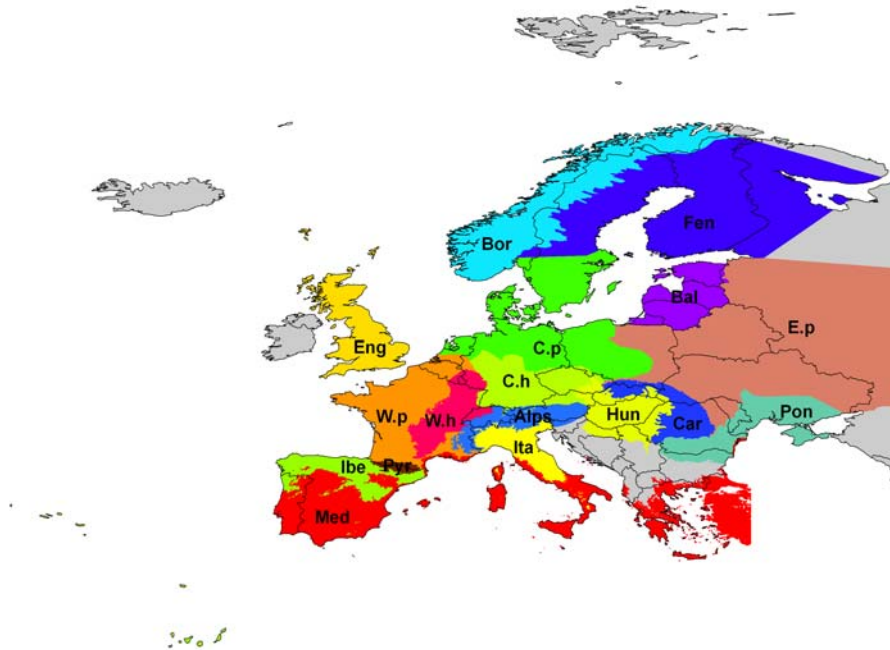 Bor
Fen
Bal
E.p
Eng
C.p
C.h
W.p
W.h
Alps
Hun
Car
Pon
Ita
Ibe
Pyr
Med